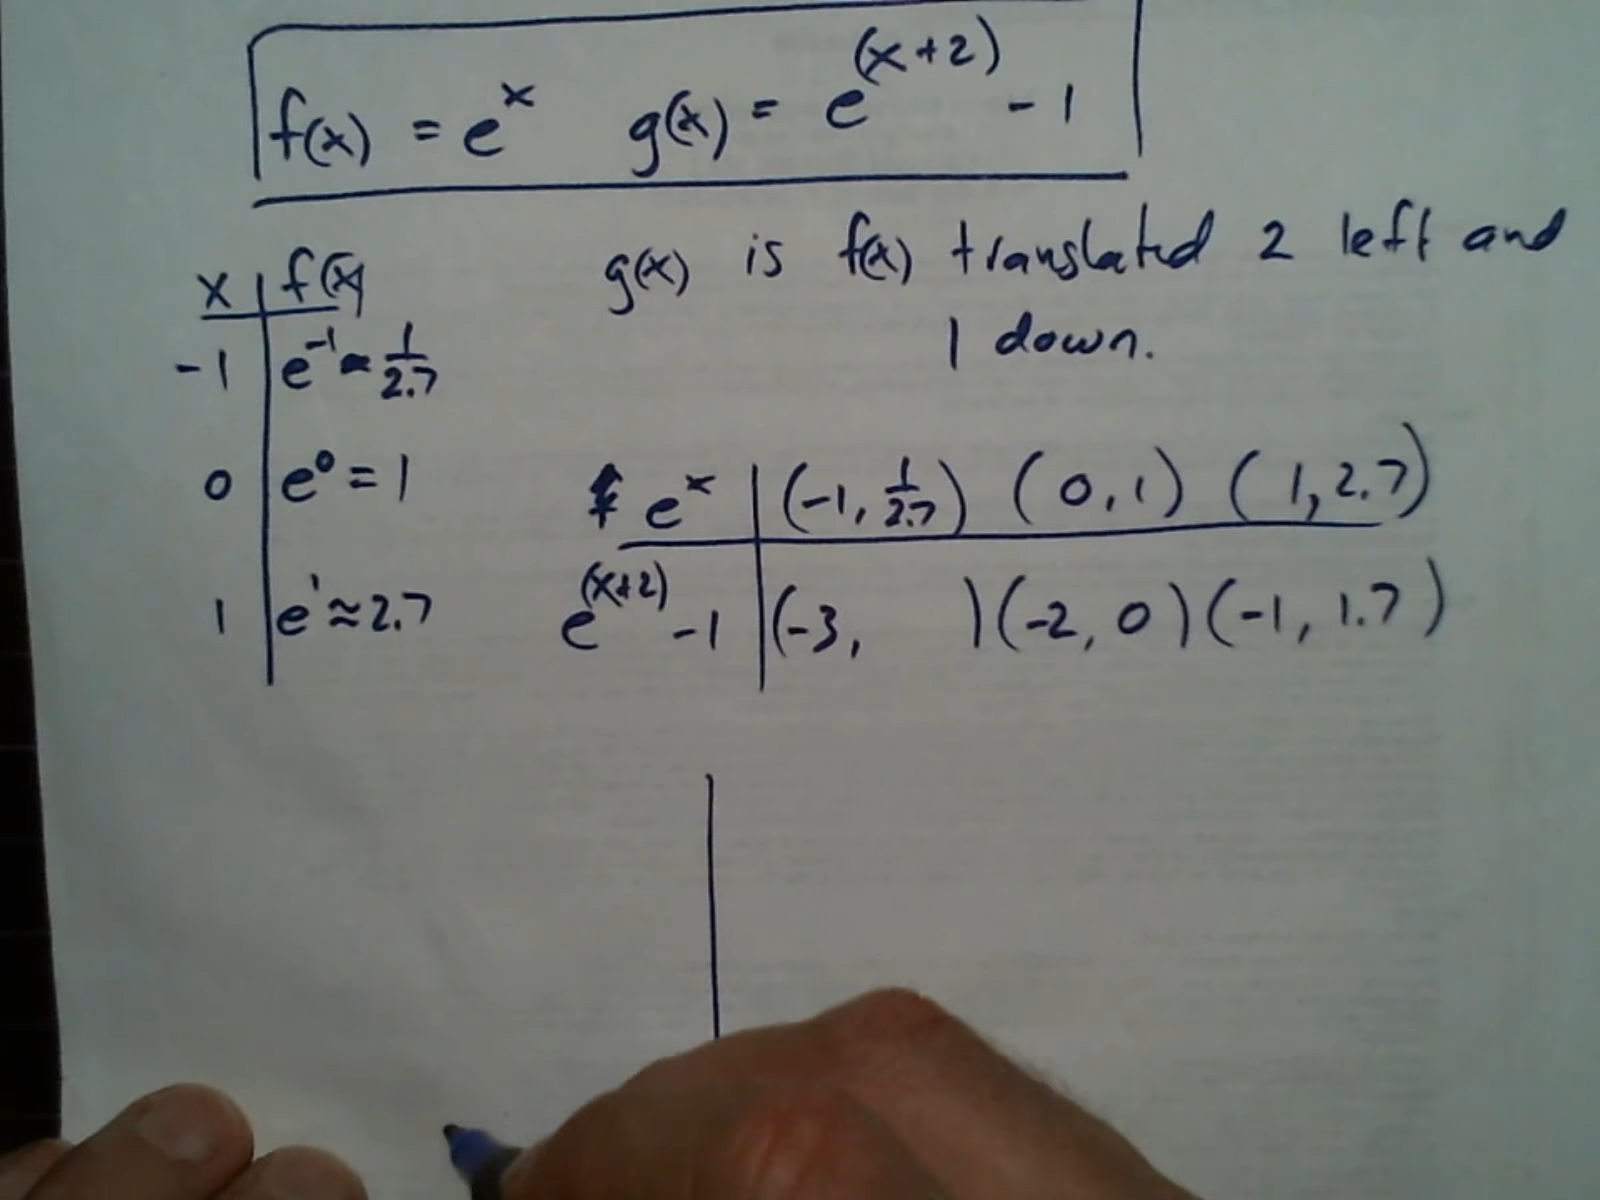 f(x) = e^x g(x) = e^(x+2) - 1
g(x) is f(x) translated 2 left and
1 down.
x | f(x)
-1 | e^-1 ≈ 1/2.7
0 | e^0 = 1
1 | e^1 ≈ 2.7
e^x | (-1, 1/2.7) (0, 1) (1, 2.7)
e^(x+2) - 1 | (-3, ) (-2, 0) (-1, 1.7)